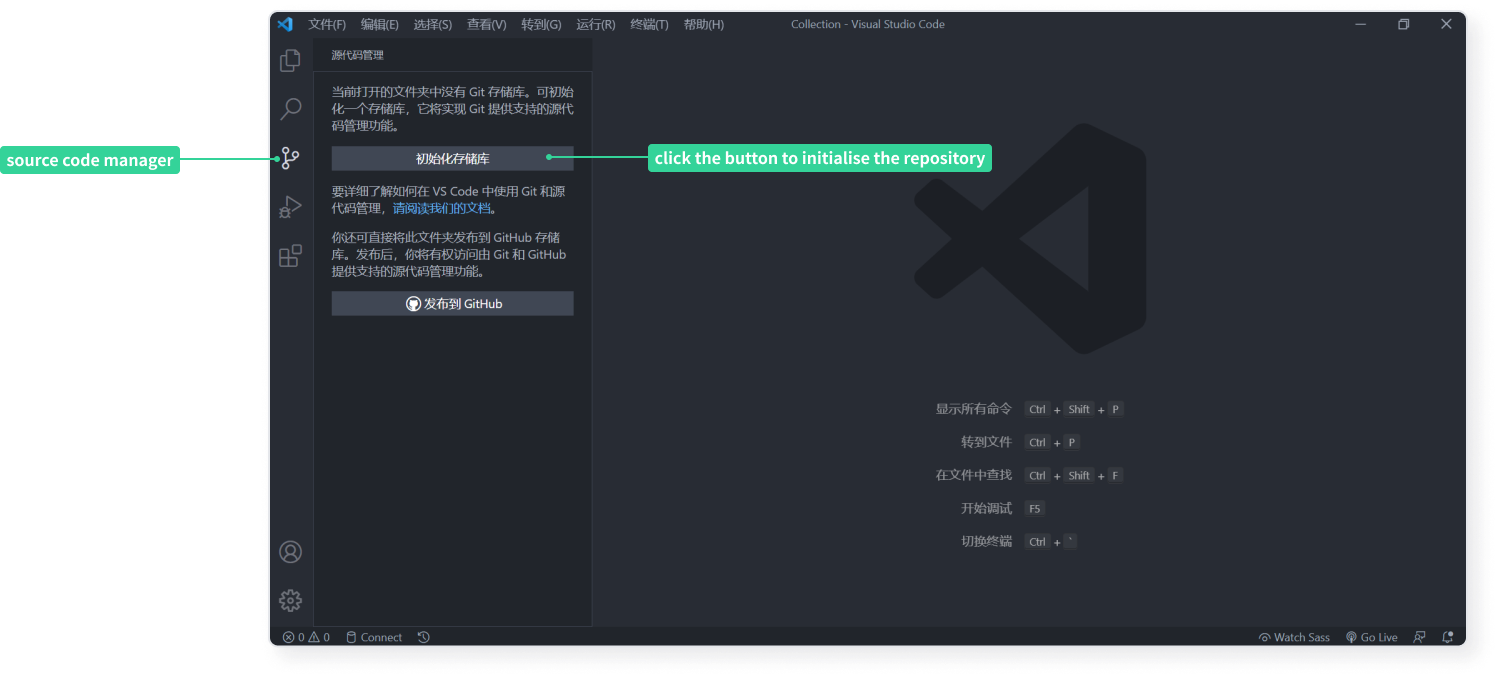 文件(F) 编辑(E) 选择(S) 查看(V) 转到(G) 运行(R) 终端(T) 帮助(H) Collection - Visual Studio Code
源代码管理
当前打开的文件夹中没有 Git 存储库。可初始
化一个存储库，它将实现 Git 提供支持的源代
码管理功能。
source code manager
初始化存储库
click the button to initialise the repository
要详细了解如何在 VS Code 中使用 Git 和源
代码管理，请阅读我们的文档。
你还可直接将此文件夹发布到 GitHub 存储
库。发布后，你将有权访问由 Git 和 GitHub
提供支持的源代码管理功能。
发布到 GitHub
显示所有命令 Ctrl + Shift + P
转到文件 Ctrl + P
在文件中查找 Ctrl + Shift + F
开始调试 F5
切换终端 Ctrl + `
0 0 Connect Watch Sass Go Live